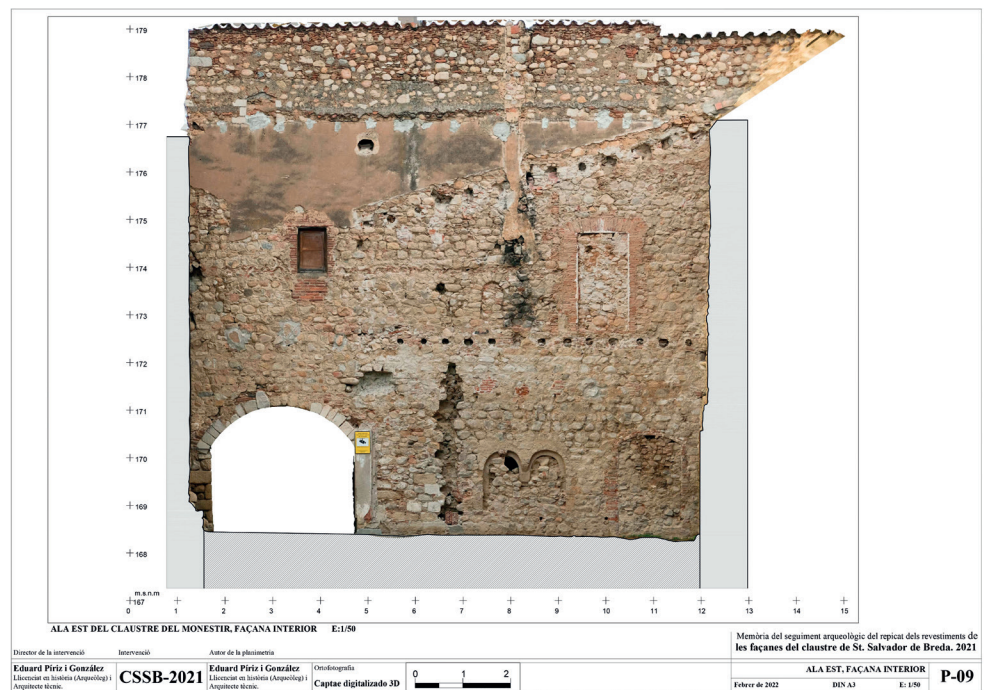 179
178
177
176
175
174
173
172
171
170
169
168
m.s.n.m
167
0 1 2 3 4 5 6 7 8 9 10 11 12 13 14 15
ALA EST DEL CLAUSTRE DEL MONESTIR, FAÇANA INTERIOR E:1/50
Director de la intervenció
Eduard Píriz i González
Llicenciat en història (Arqueòleg) i
Arquitecte tècnic.
Intervenció
CSSB-2021
Autor de la planimetria
Eduard Píriz i González
Llicenciat en història (Arqueòleg) i
Arquitecte tècnic.
Ortofotografia
Captae digitalizado 3D
0 1 2
Memòria del seguiment arqueològic del repicat dels revestiments de
les façanes del claustre de St. Salvador de Breda. 2021
ALA EST, FAÇANA INTERIOR
Febrer de 2022 DIN A3 E: 1/50
P-09